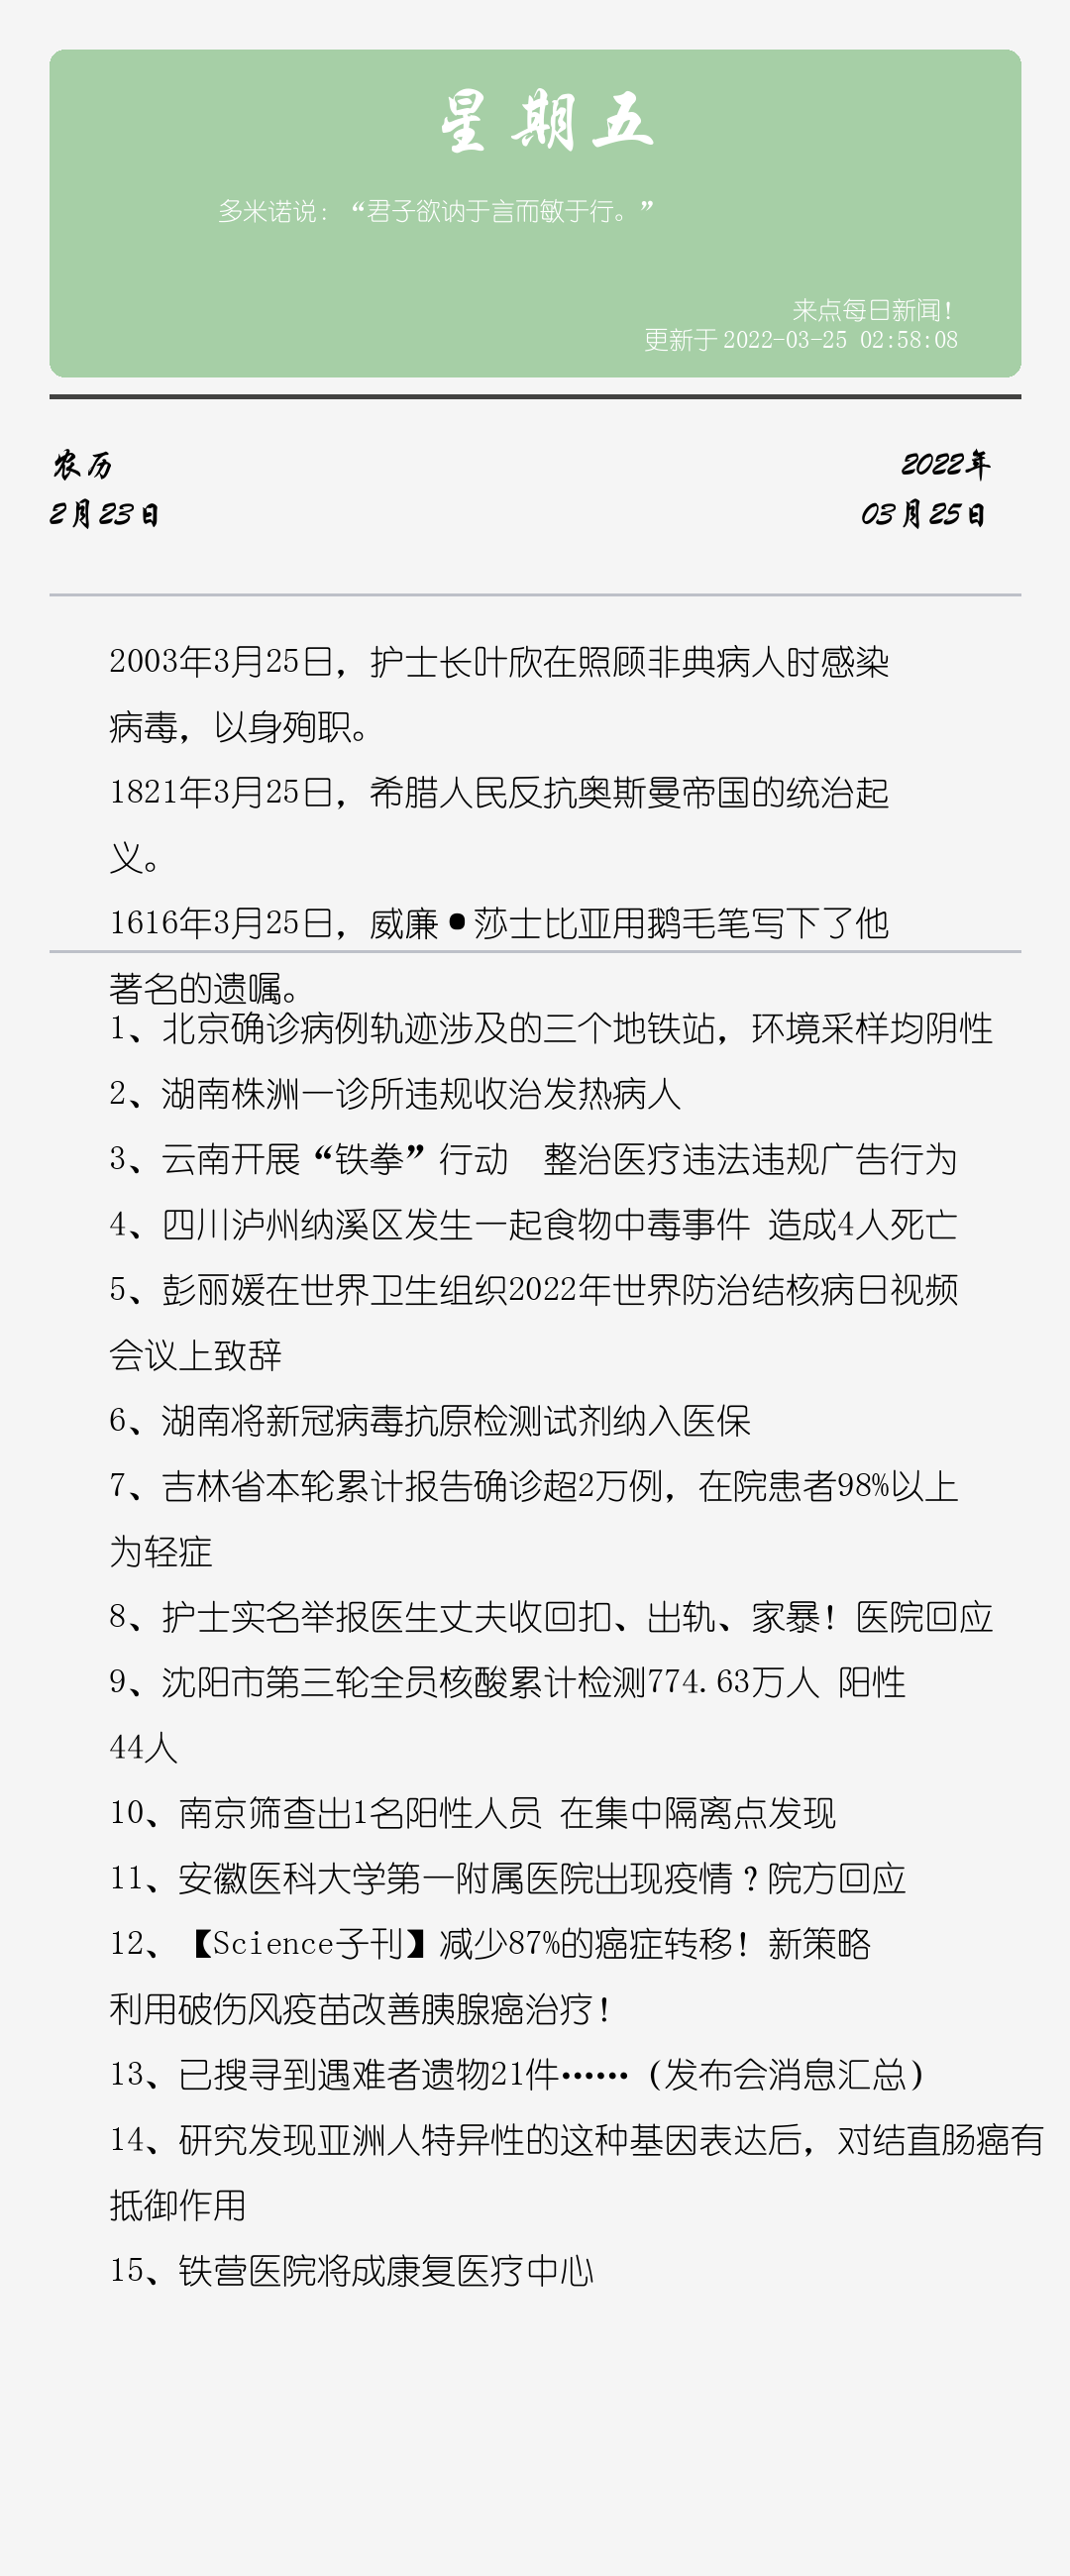 星期五
多米诺说：“君子欲讷于言而敏于行。”
来点每日新闻！
更新于 2022-03-25 02:58:08
农历
2月23日
2022年
03月25日
2003年3月25日，护士长叶欣在照顾非典病人时感染
病毒，以身殉职。
1821年3月25日，希腊人民反抗奥斯曼帝国的统治起
义。
1616年3月25日，威廉•莎士比亚用鹅毛笔写下了他
著名的遗嘱。
1、北京确诊病例轨迹涉及的三个地铁站，环境采样均阴性
2、湖南株洲一诊所违规收治发热病人
3、云南开展“铁拳”行动　整治医疗违法违规广告行为
4、四川泸州纳溪区发生一起食物中毒事件 造成4人死亡
5、彭丽媛在世界卫生组织2022年世界防治结核病日视频
会议上致辞
6、湖南将新冠病毒抗原检测试剂纳入医保
7、吉林省本轮累计报告确诊超2万例，在院患者98%以上
为轻症
8、护士实名举报医生丈夫收回扣、出轨、家暴！医院回应
9、沈阳市第三轮全员核酸累计检测774.63万人 阳性
44人
10、南京筛查出1名阳性人员 在集中隔离点发现
11、安徽医科大学第一附属医院出现疫情？院方回应
12、【Science子刊】减少87%的癌症转移！新策略
利用破伤风疫苗改善胰腺癌治疗！
13、已搜寻到遇难者遗物21件……（发布会消息汇总）
14、研究发现亚洲人特异性的这种基因表达后，对结直肠癌有
抵御作用
15、铁营医院将成康复医疗中心